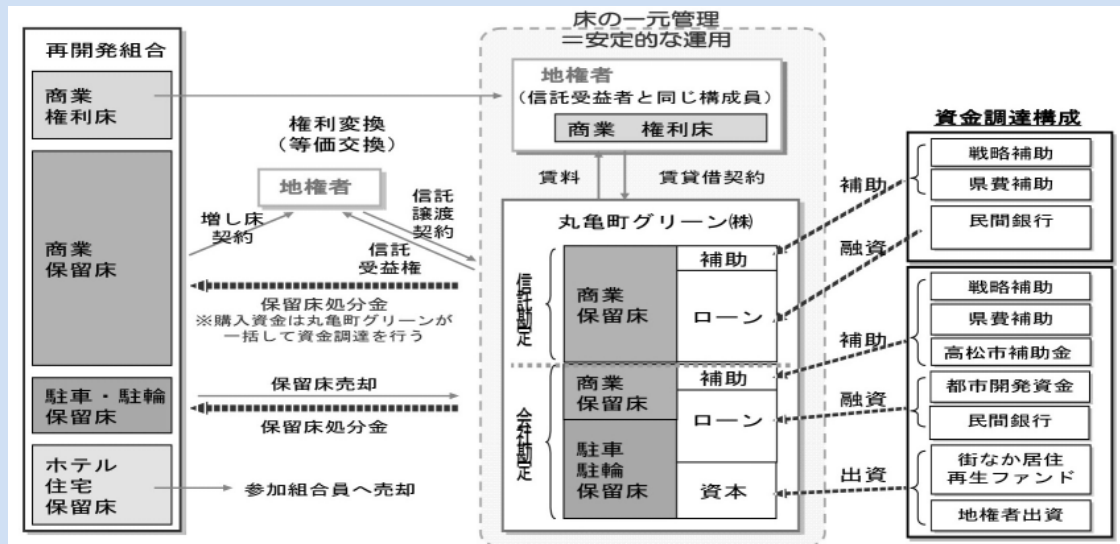 再開発組合
商業
権利床
商業
保留床
駐車・駐輪
保留床
ホテル
住宅
保留床
権利変換
(等価交換)
地権者
増し床
契約
信託
譲渡
契約
信託
受益権
保留床処分金
※購入資金は丸亀町グリーンが
一括して資金調達を行う
保留床売却
保留床処分金
参加組合員へ売却
床の一元管理
=安定的な運用
地権者
(信託受益者と同じ構成員)
商業 権利床
賃料
賃貸借契約
丸亀町グリーン㈱
信託勘定
商業
保留床
補助
ローン
会社勘定
商業
保留床
駐車
駐輪
保留床
補助
ローン
資本
補助
融資
補助
融資
出資
資金調達構成
戦略補助
県費補助
民間銀行
戦略補助
県費補助
高松市補助金
都市開発資金
民間銀行
街なか居住
再生ファンド
地権者出資